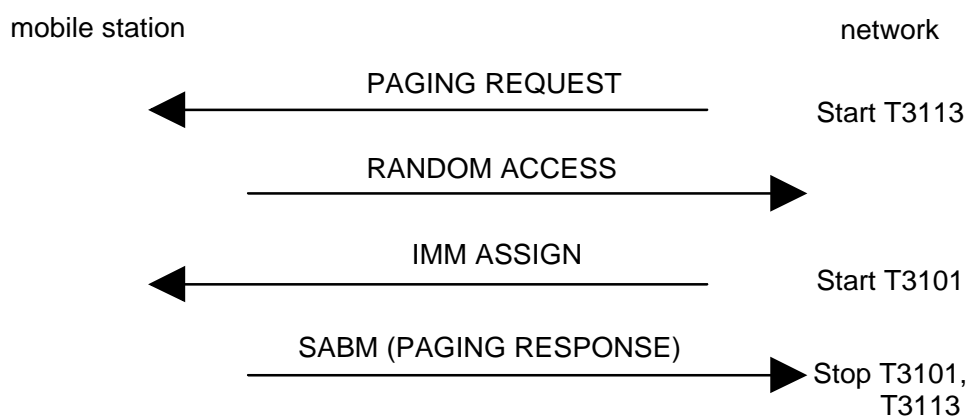 mobile station
network
PAGING REQUEST
Start T3113
RANDOM ACCESS
IMM ASSIGN
Start T3101
SABM (PAGING RESPONSE)
Stop T3101,
T3113